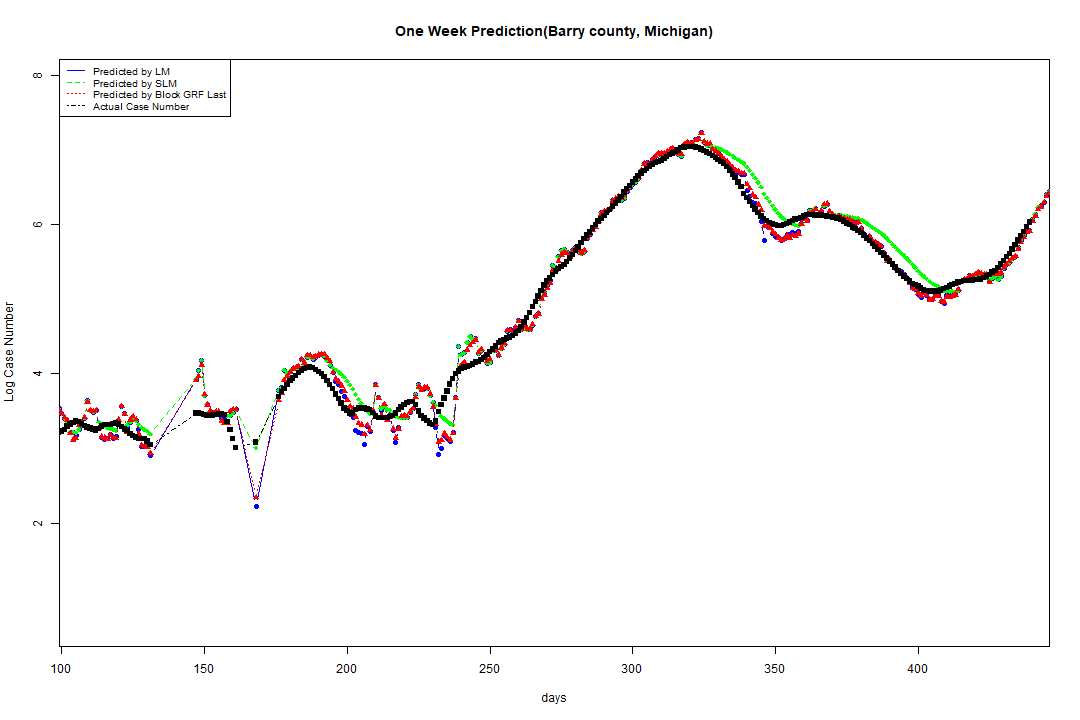 One Week Prediction(Barry county, Michigan)
Predicted by LM
Predicted by SLM
Predicted by Block GRF Last
Actual Case Number
8
6
4
2
Log Case Number
100 150 200 250 300 350 400
days